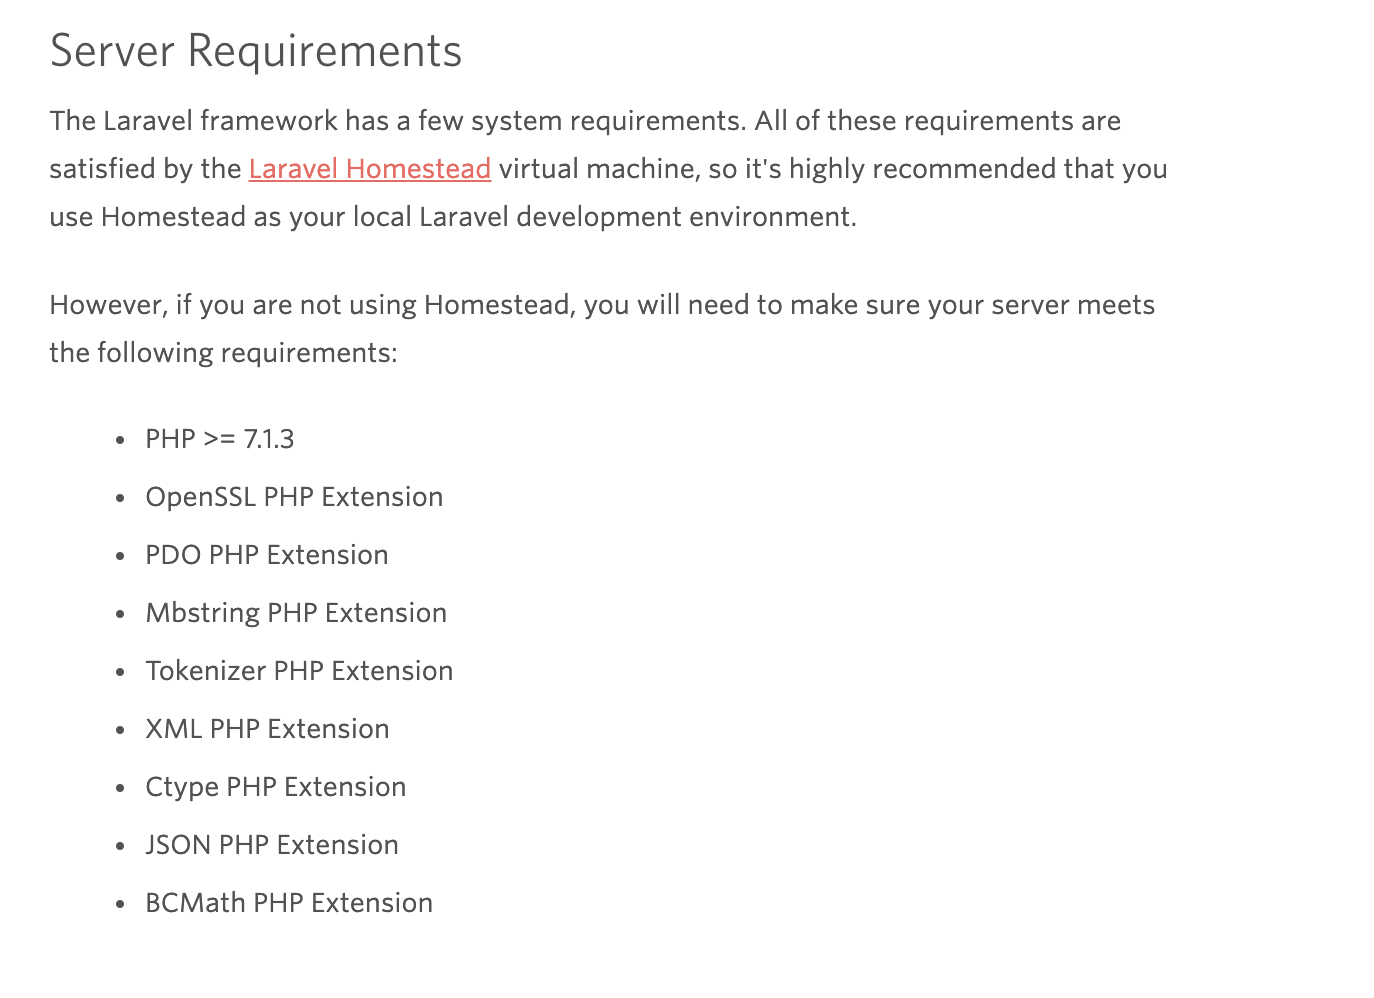 Server Requirements
The Laravel framework has a few system requirements. All of these requirements are
satisfied by the Laravel Homestead virtual machine, so it's highly recommended that you
use Homestead as your local Laravel development environment.
However, if you are not using Homestead, you will need to make sure your server meets
the following requirements:
• PHP >= 7.1.3
• OpenSSL PHP Extension
• PDO PHP Extension
• Mbstring PHP Extension
• Tokenizer PHP Extension
• XML PHP Extension
• Ctype PHP Extension
• JSON PHP Extension
• BCMath PHP Extension